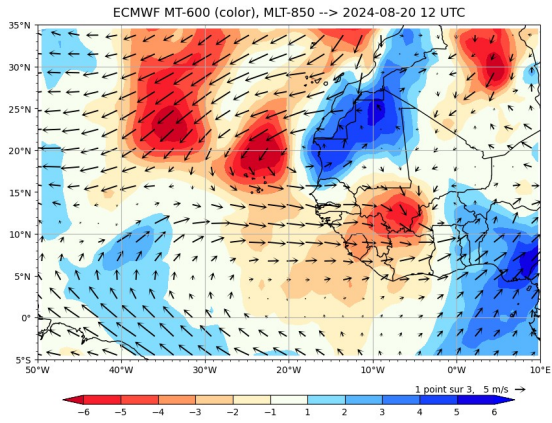 ECMWF MT-600 (color), MLT-850 --> 2024-08-20 12 UTC
35°N
30°N
25°N
20°N
15°N
10°N
5°N
0°
5°S
50°W 40°W 30°W 20°W 10°W 0°W 10°E
1 point sur 3, 5 m/s
−6 −5 −4 −3 −2 −1 1 2 3 4 5 6